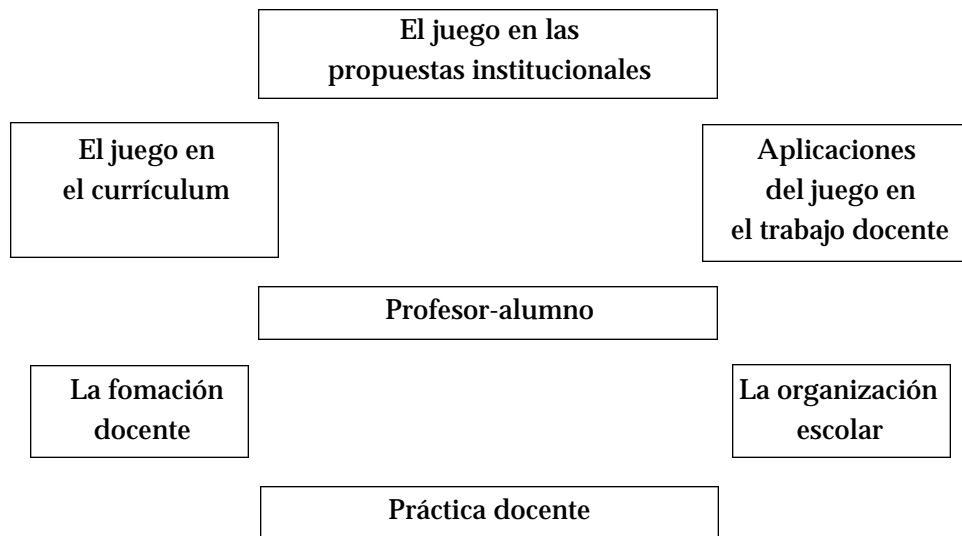 El juego en las
propuestas institucionales
El juego en
el currículum
Aplicaciones
del juego en
el trabajo docente
Profesor-alumno
La fomación
docente
La organización
escolar
Práctica docente